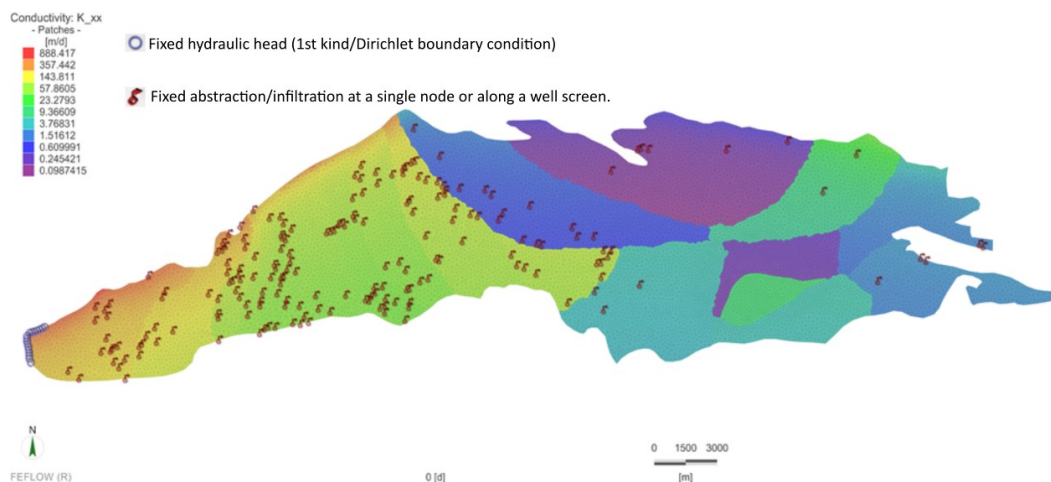 Conductivity: K_xx
- Patches -
[m/d]
888.417
357.442
143.811
57.8605
23.2793
9.36609
3.76831
1.51612
0.609991
0.245421
0.0987415
Fixed hydraulic head (1st kind/Dirichlet boundary condition)
Fixed abstraction/infiltration at a single node or along a well screen.
N
FEFLOW (R)
0 [d]
0 1500 3000
[m]